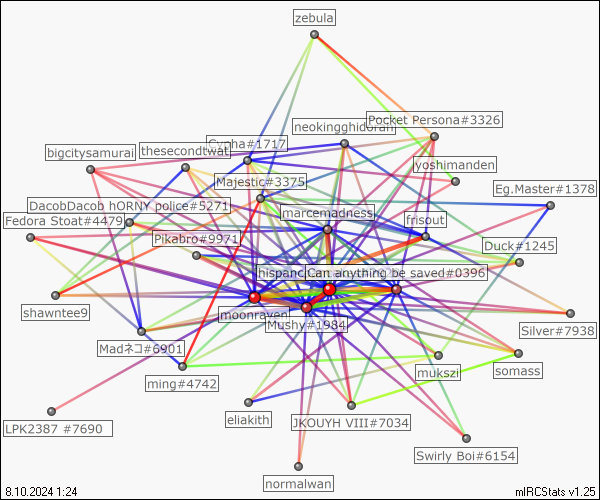 zebula
Pocket Persona#3326
neokingghidorah
Cypha#1717
thesecondtwat
bigcitysamurai
lyoshimanden
Majestic#3375
Eg.Master#1378
DacobDacob hORNY police#5271
marcemadness
frisout
Fedora Stoat#4479
Pikabro#9971
Duck#1245
hispanic
Can anything be saved#0396
shawntee9
moonraven
Mushy#1984
Silver#7938
Madネコ#6901
mukszi
somass
ming#4742
eliakith
JKOUYH VIII#7034
LPK2387 #7690
Swirly Boi#6154
normalwan
8.10.2024 1:24
mIRCStats v1.25